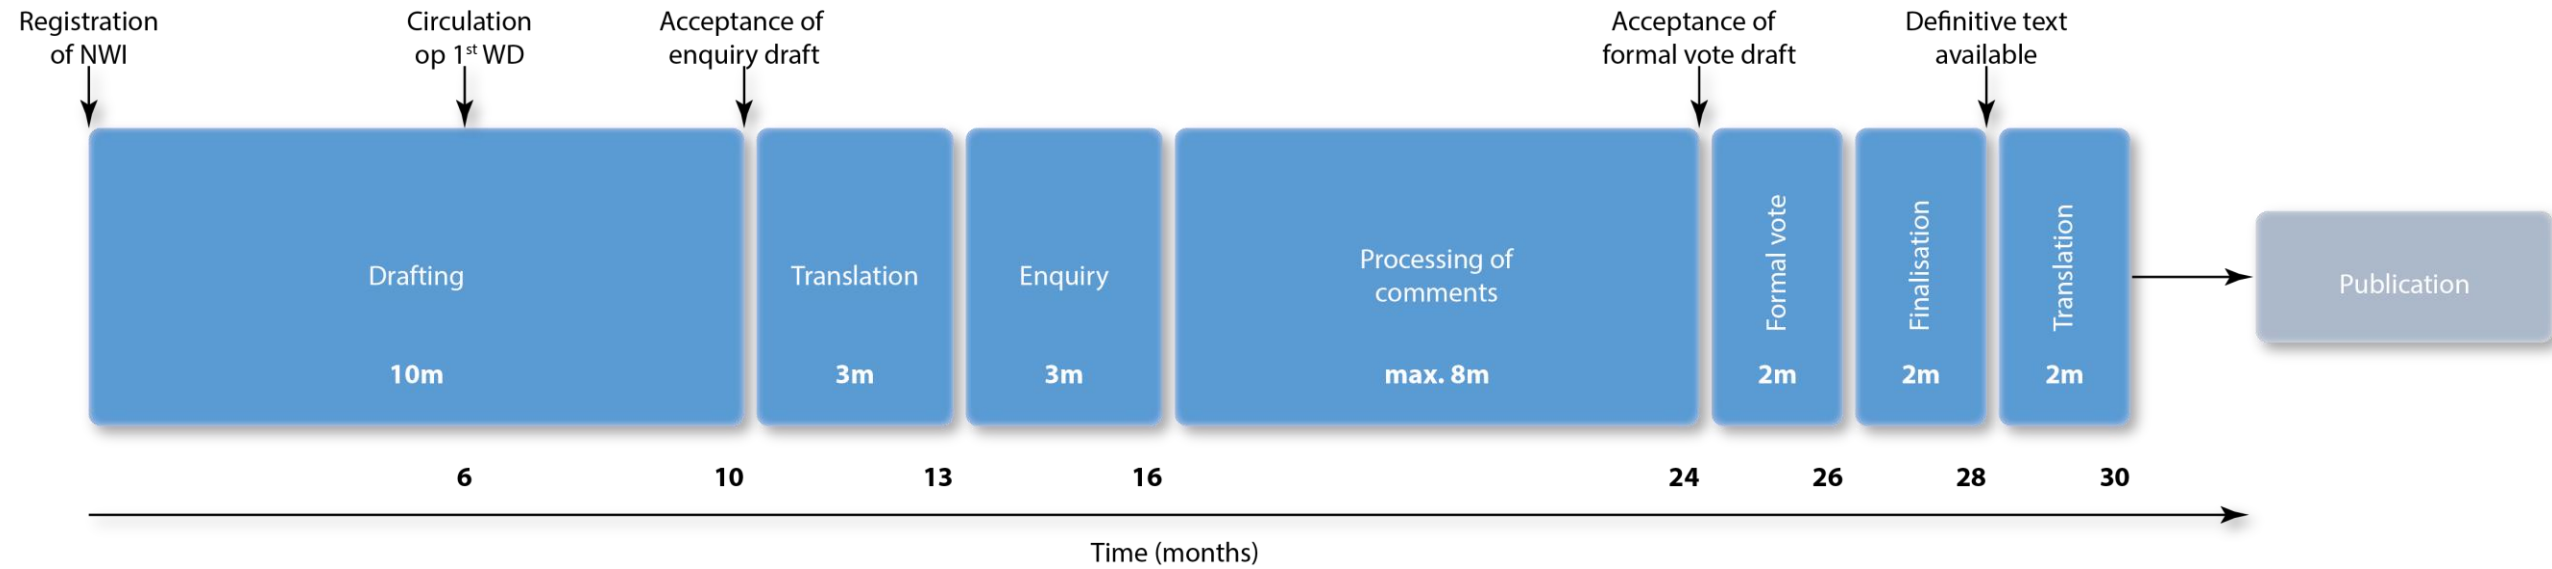 Registration
of NWI
Circulation
op 1st WD
Acceptance of
enquiry draft
Acceptance of
formal vote draft
Definitive text
available
Drafting
10m
Translation
3m
Enquiry
3m
Processing of
comments
max. 8m
Formal vote
2m
Finalisation
2m
Translation
2m
Publication
6
10
13
16
24
26
28
30
Time (months)